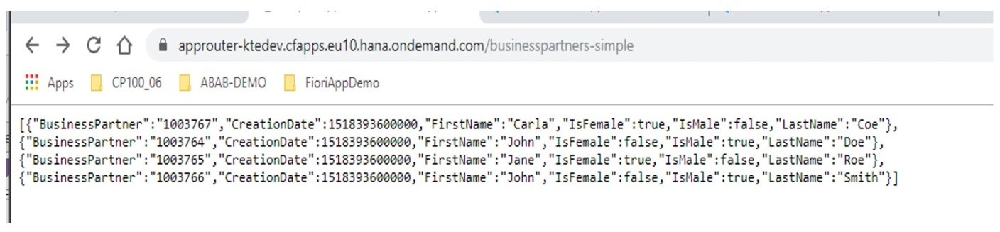 approuter-ktedev.cfapps.eu10.hana.ondemand.com/businesspartners-simple
Apps CP100_06 ABAB-DEMO FioriAppDemo
[{"BusinessPartner":"1003767","CreationDate":1518393600000,"FirstName":"Carla","IsFemale":true,"IsMale":false,"LastName":"Coe"},
{"BusinessPartner":"1003764","CreationDate":1518393600000,"FirstName":"John","IsFemale":false,"IsMale":true,"LastName":"Doe"},
{"BusinessPartner":"1003765","CreationDate":1518393600000,"FirstName":"Jane","IsFemale":true,"IsMale":false,"LastName":"Roe"},
{"BusinessPartner":"1003766","CreationDate":1518393600000,"FirstName":"John","IsFemale":false,"IsMale":true,"LastName":"Smith"}]